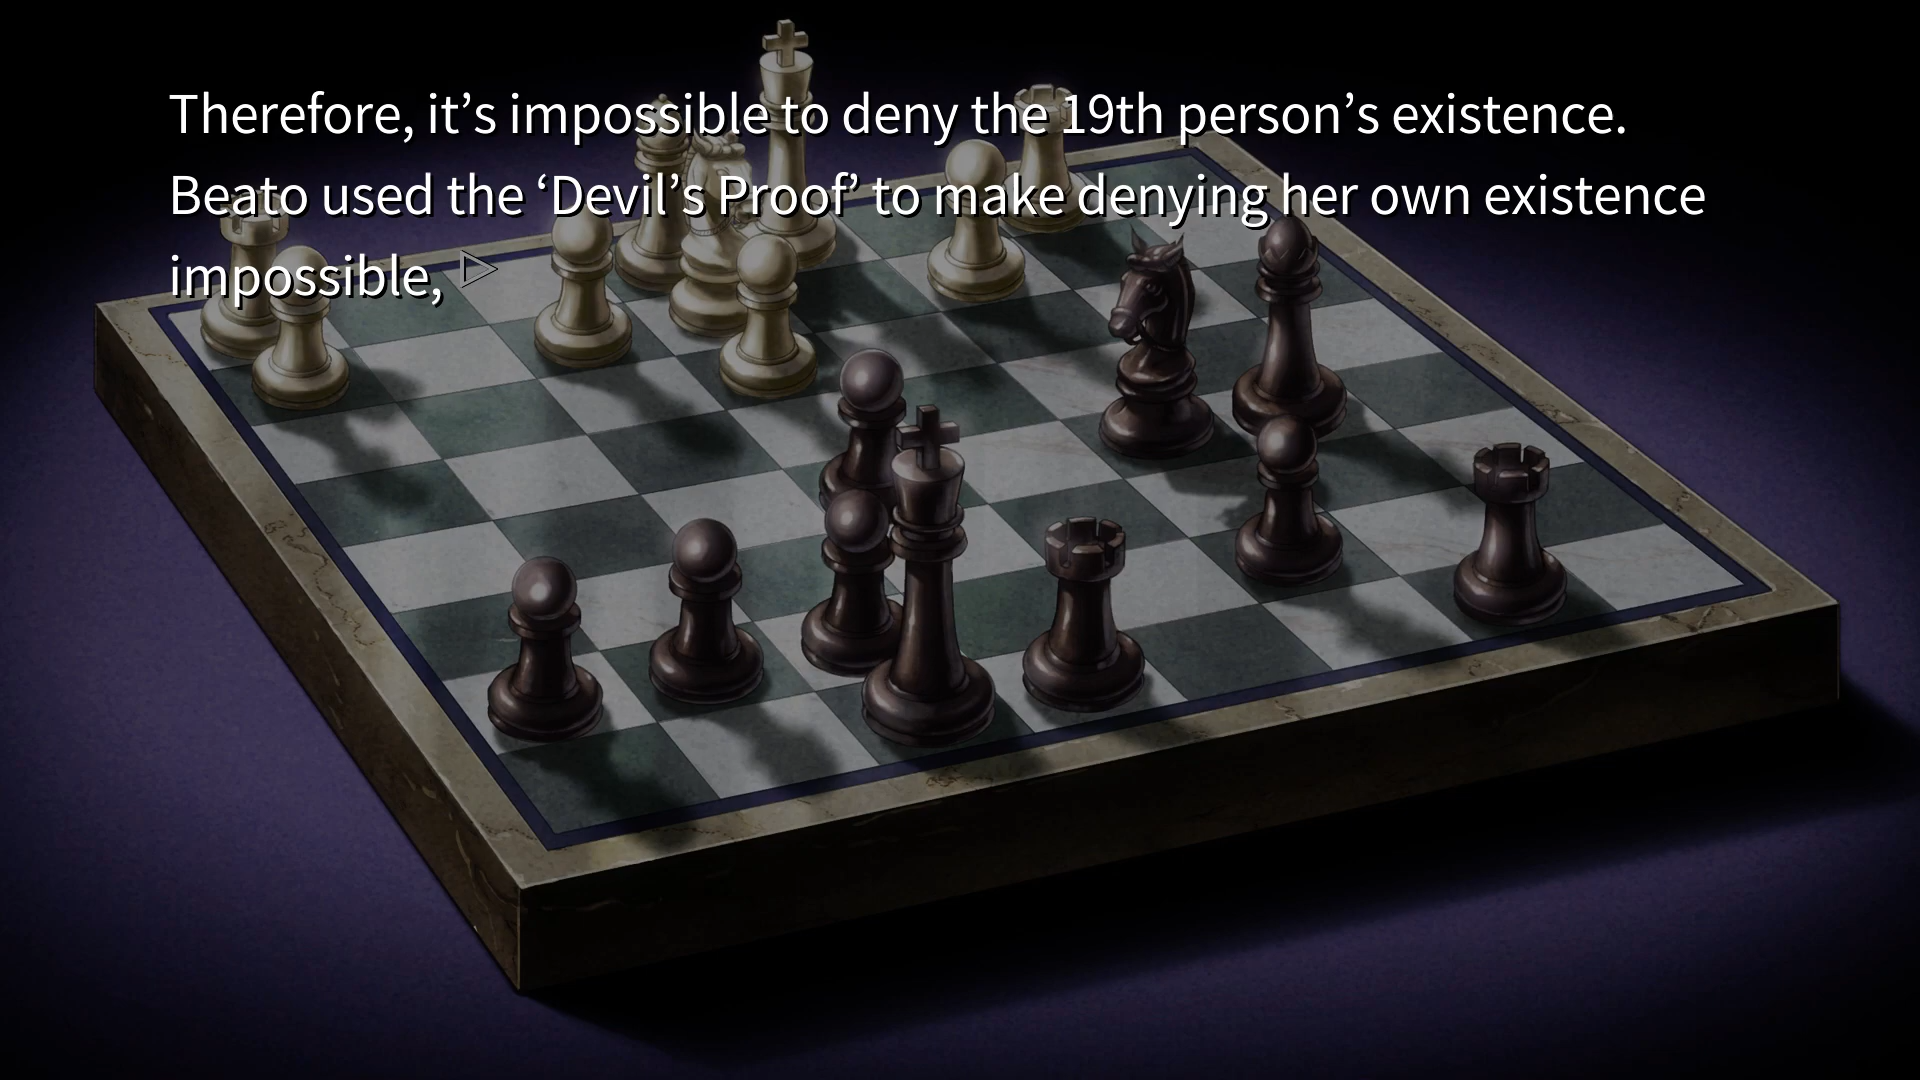 Therefore, it’s impossible to deny the 19th person’s existence.
Beato used the ‘Devil’s Proof’ to make denying her own existence
impossible,